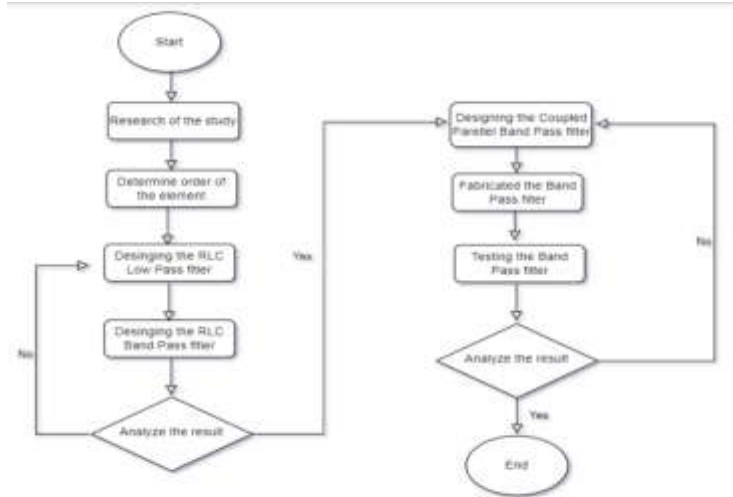 Start
Research of the study
Determine order of
the element
Desinging the RLC
Low Pass filter
Desinging the RLC
Band Pass filter
No
Analyze the result
Yes
Designing the Coupled
Parellel Band Pass filter
Fabricated the Band
Pass filter
Testing the Band
Pass filter
No
Analyze the result
Yes
End